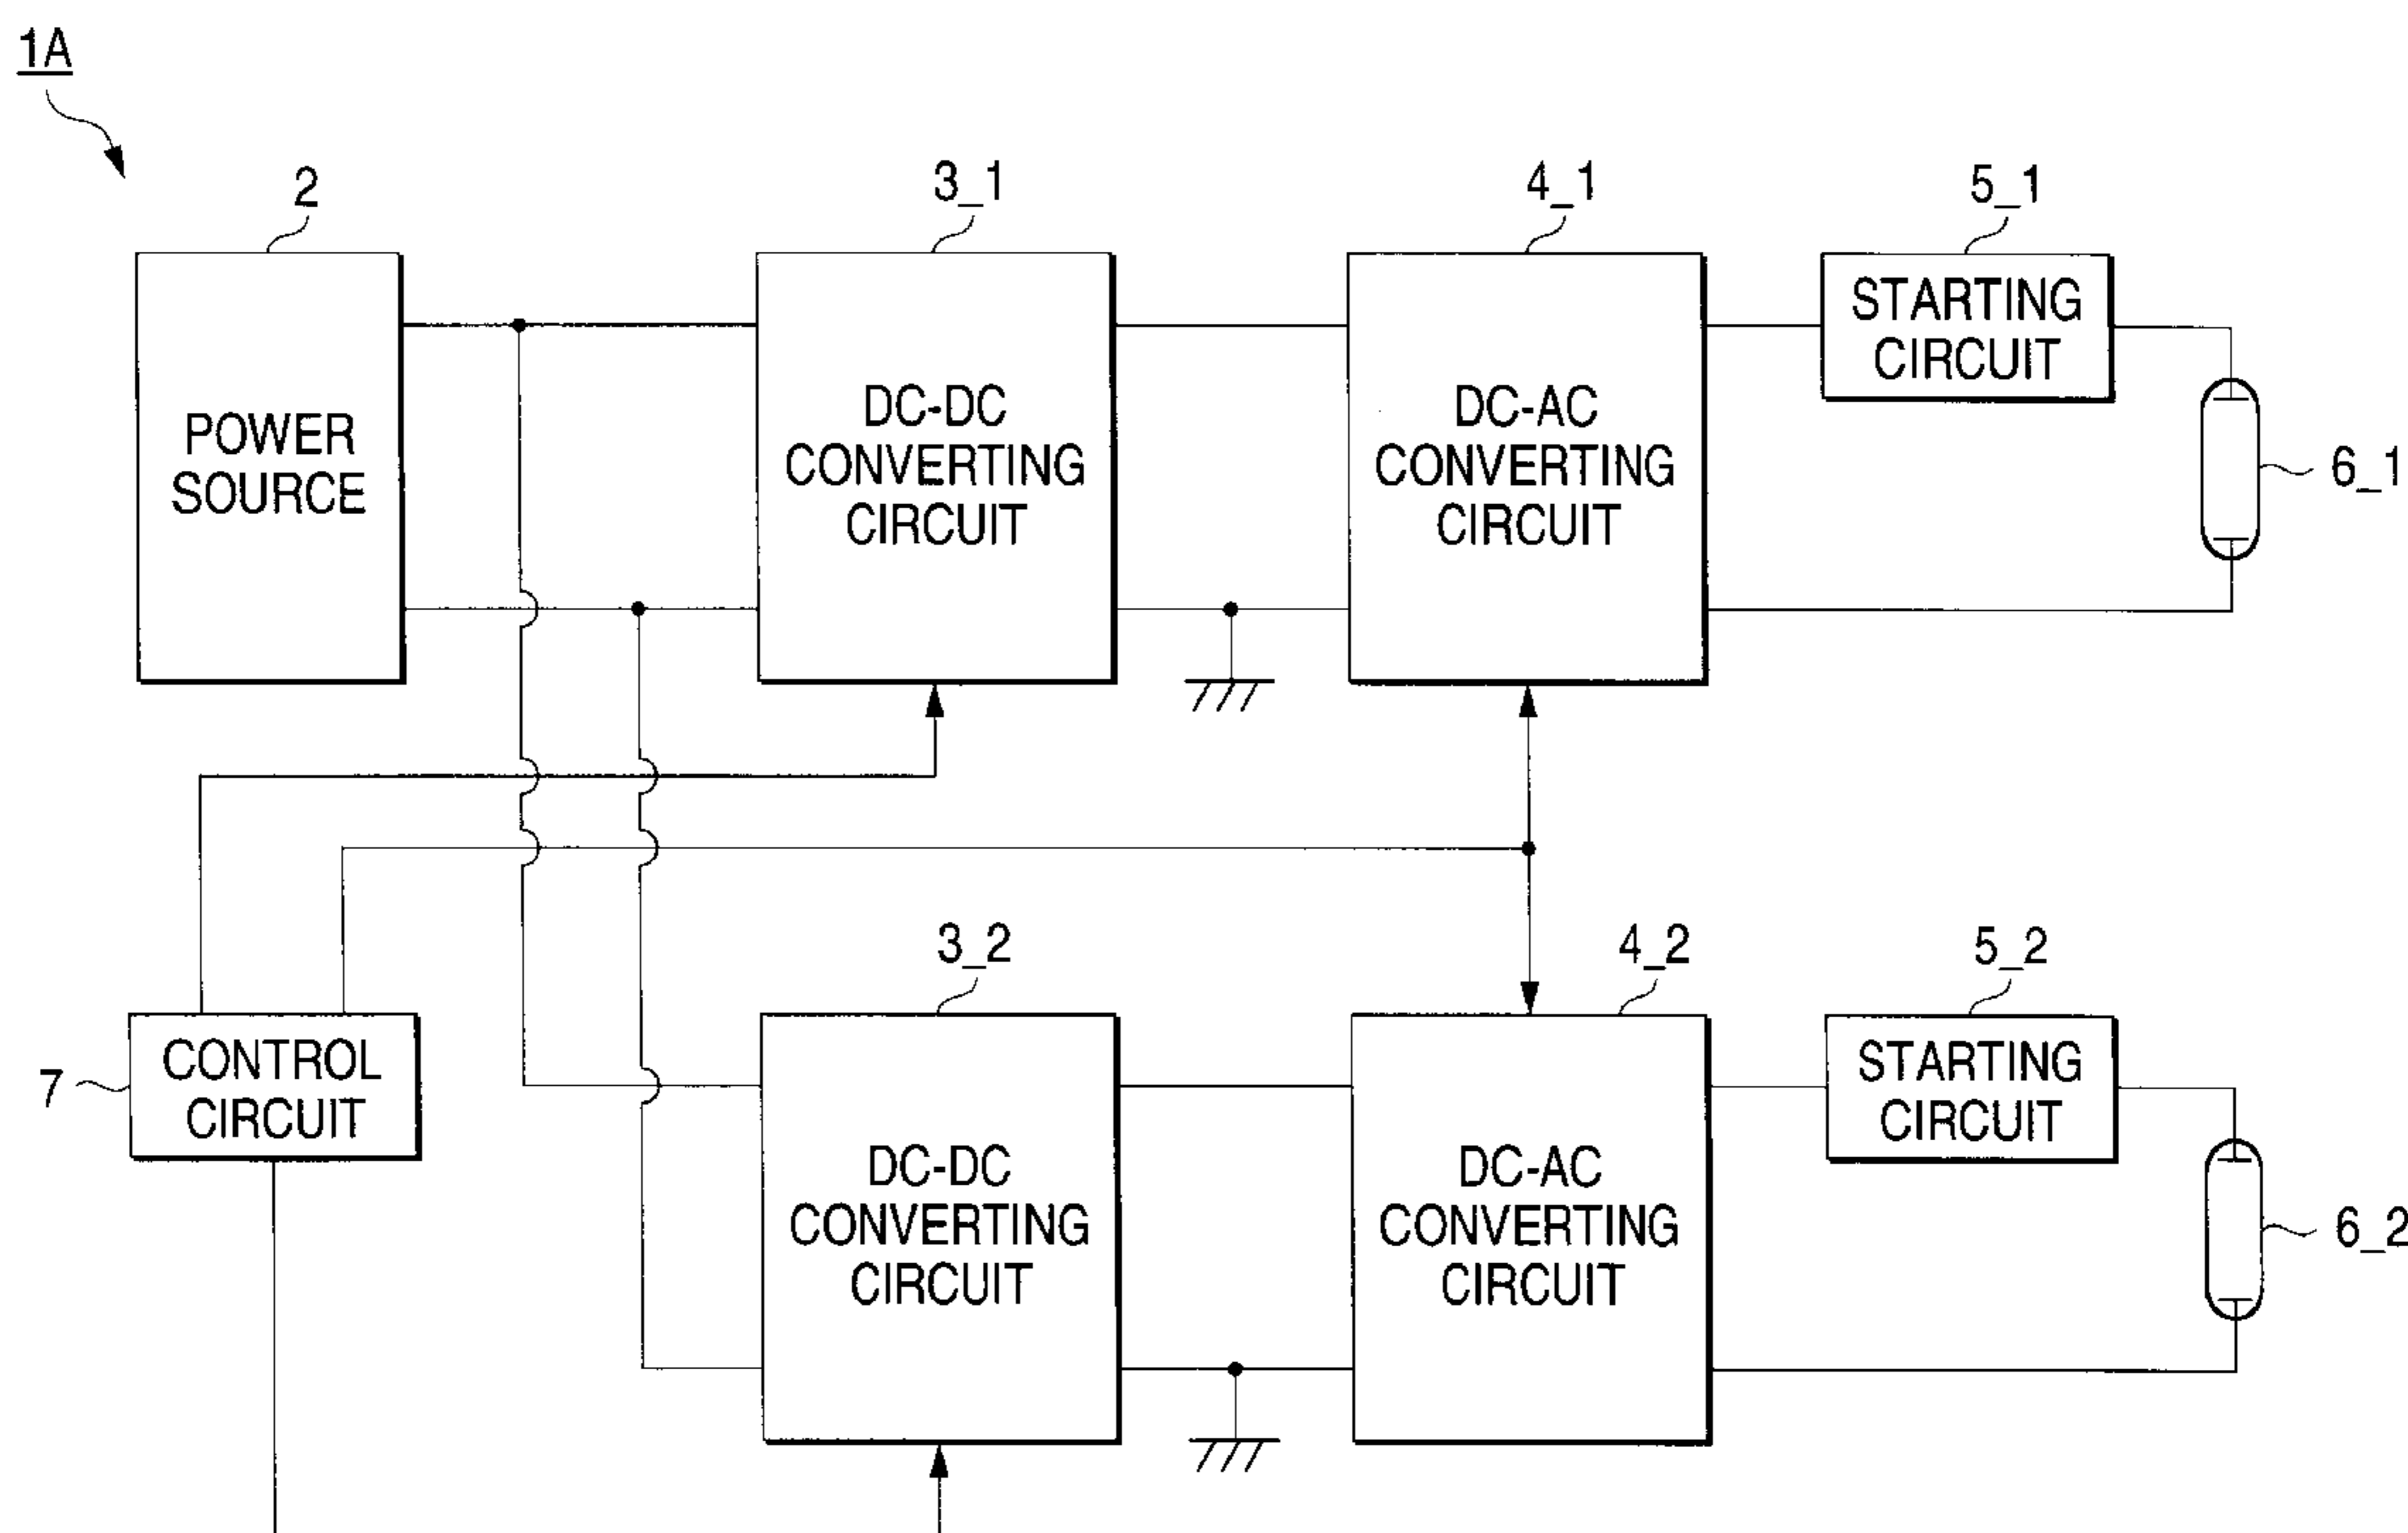 1A
2
3_1
4_1
5_1
POWER
SOURCE
DC-DC
CONVERTING
CIRCUIT
DC-AC
CONVERTING
CIRCUIT
STARTING
CIRCUIT
6_1
3_2
4_2
5_2
7
CONTROL
CIRCUIT
DC-DC
CONVERTING
CIRCUIT
DC-AC
CONVERTING
CIRCUIT
STARTING
CIRCUIT
6_2